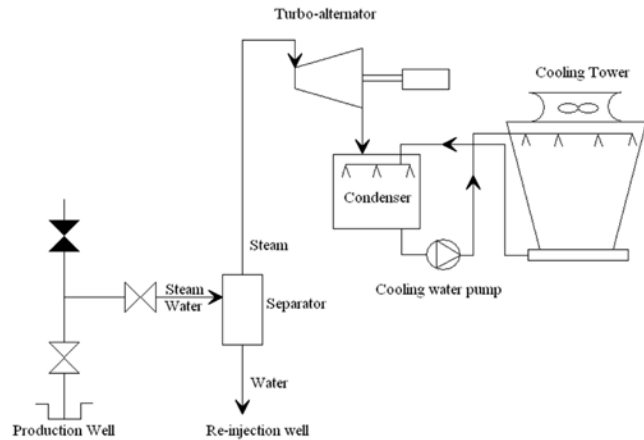 Turbo-alternator
Cooling Tower
Condenser
Steam
Steam
Water
Separator
Cooling water pump
Water
Production Well
Re-injection well